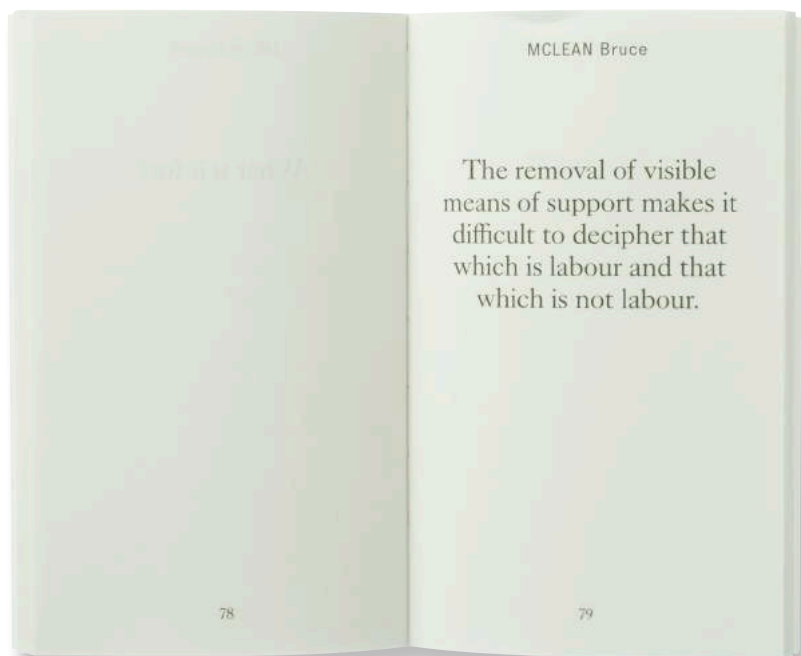 78
MCLEAN Bruce
The removal of visible
means of support makes it
difficult to decipher that
which is labour and that
which is not labour.
79